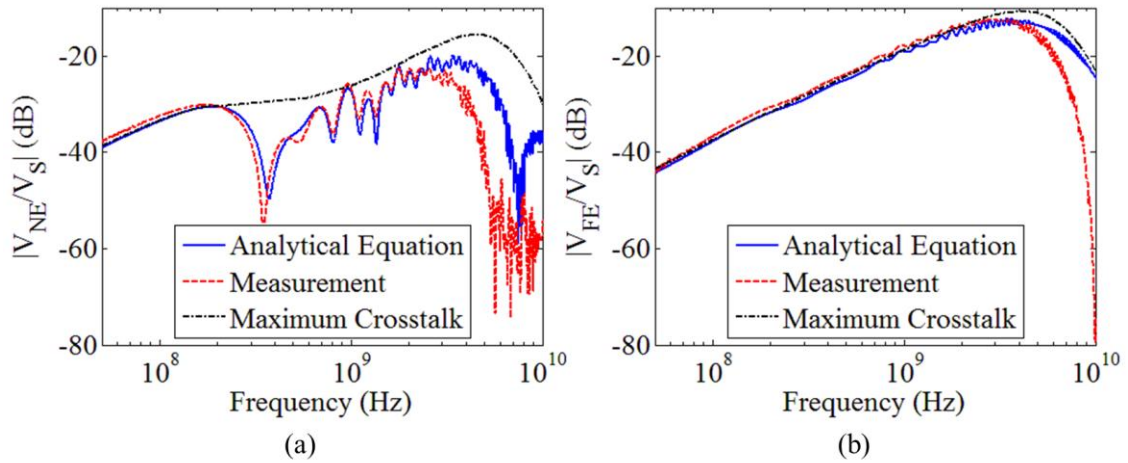 |V_NE/V_S| (dB)
-20
-40
-60
-80
Analytical Equation
Measurement
Maximum Crosstalk
10^8
10^9
10^10
Frequency (Hz)
(a)
|V_FE/V_S| (dB)
-20
-40
-60
-80
Analytical Equation
Measurement
Maximum Crosstalk
10^8
10^9
10^10
Frequency (Hz)
(b)